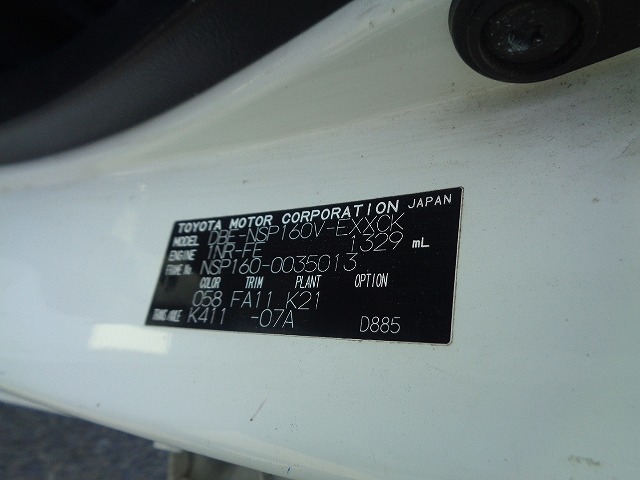 TOYOTA MOTOR CORPORATION JAPAN
MODEL DBE-NSP160V-EXXCK
ENGINE 1NR-FE 1329 mL
FRAME No. NSP160-0035013
COLOR TRIM PLANT OPTION
058 FA11 K21
TRANS/AXLE K411 -07A D885